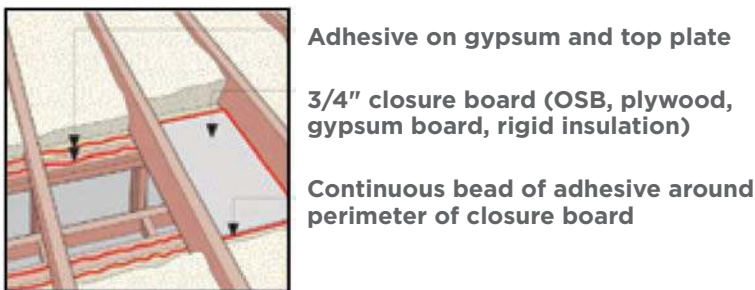 Adhesive on gypsum and top plate
3/4" closure board (OSB, plywood,
gypsum board, rigid insulation)
Continuous bead of adhesive around
perimeter of closure board